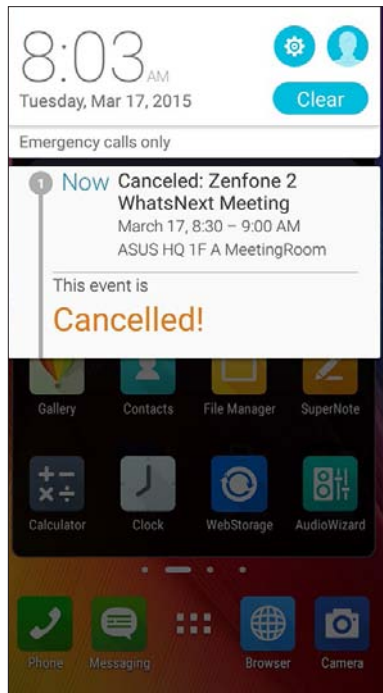 8:03 AM
Tuesday, Mar 17, 2015
Clear
Emergency calls only
1 Now Canceled: Zenfone 2
WhatsNext Meeting
March 17, 8:30 – 9:00 AM
ASUS HQ 1F A MeetingRoom
This event is
Cancelled!
Gallery Contacts File Manager SuperNote
Calculator Clock WebStorage AudioWizard
Phone Messaging Browser Camera